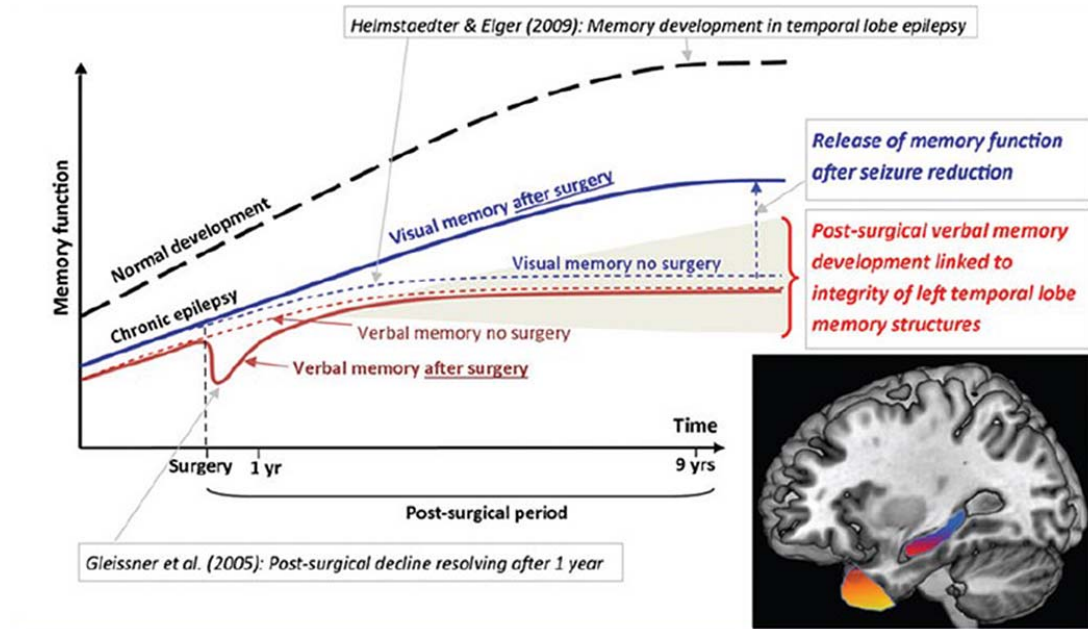 Helmstaedter & Elger (2009): Memory development in temporal lobe epilepsy
Memory function
Normal development
Chronic epilepsy
Visual memory after surgery
Visual memory no surgery
Verbal memory no surgery
Verbal memory after surgery
Release of memory function
after seizure reduction
Post-surgical verbal memory
development linked to
integrity of left temporal lobe
memory structures
Time
Surgery
1 yr
9 yrs
Post-surgical period
Gleissner et al. (2005): Post-surgical decline resolving after 1 year